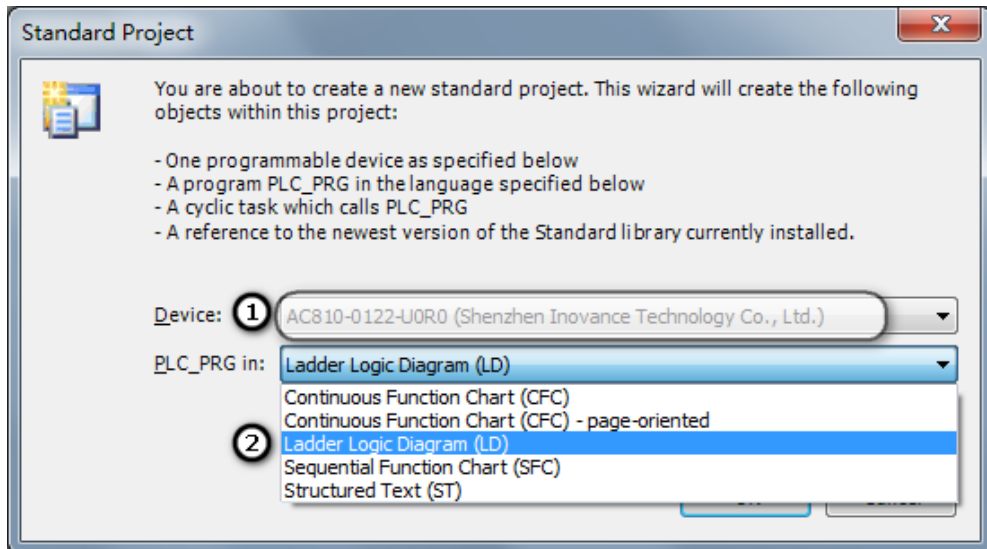 Standard Project
You are about to create a new standard project. This wizard will create the following
objects within this project:
- One programmable device as specified below
- A program PLC_PRG in the language specified below
- A cyclic task which calls PLC_PRG
- A reference to the newest version of the Standard library currently installed.
Device: 1 AC810-0122-U0R0 (Shenzhen Inovance Technology Co., Ltd.)
PLC_PRG in: Ladder Logic Diagram (LD)
Continuous Function Chart (CFC)
Continuous Function Chart (CFC) - page-oriented
2 Ladder Logic Diagram (LD)
Sequential Function Chart (SFC)
Structured Text (ST)